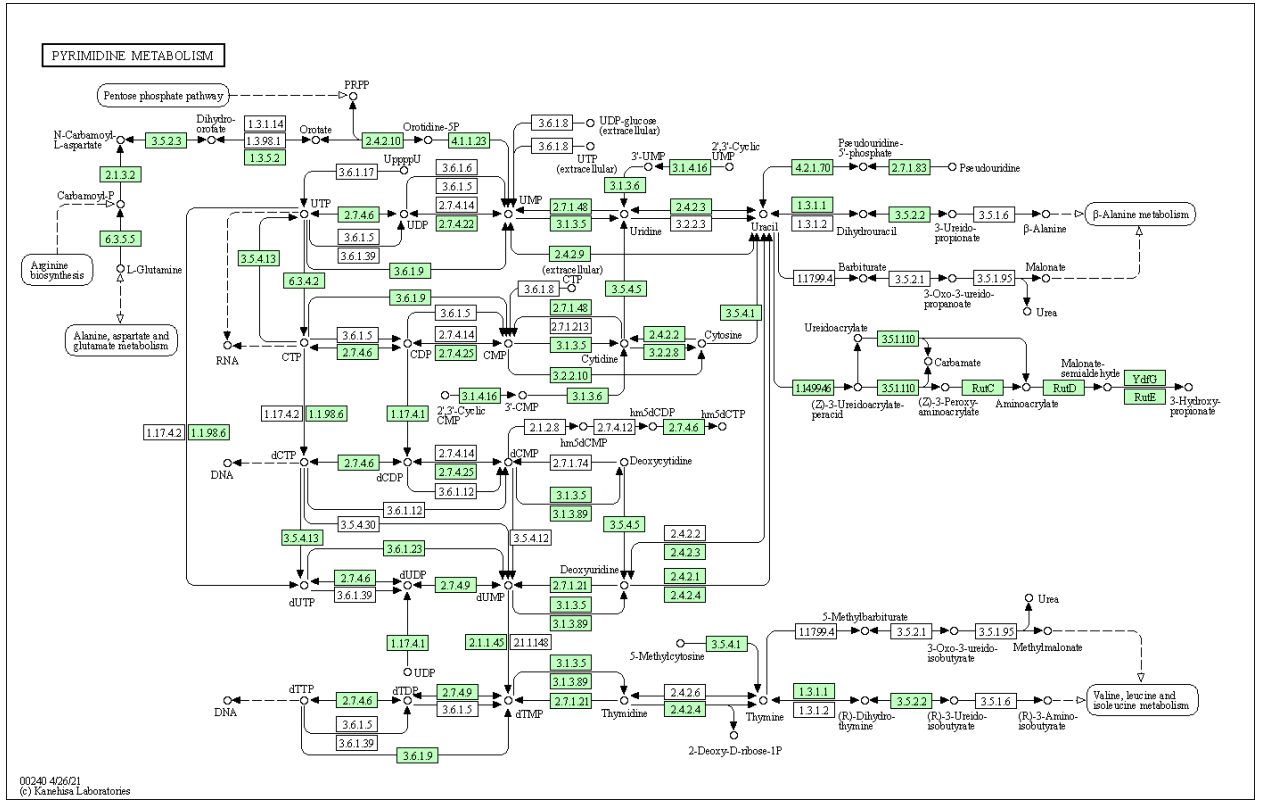 PYRIMIDINE METABOLISM
Pentose phosphate pathway
PRPP
N-Carbamoyl-
L-aspartate
3.5.2.3
Dihydro-
orotate
1.3.1.14
1.3.98.1
1.3.5.2
Orotate
2.4.2.10
Orotidine-5P
4.1.1.23
3.6.1.8
UDP-glucose
(extracellular)
3.6.1.8
UTP
(extracellular)
3'-UMP
3.1.4.16
2',3'-Cyclic
UMP
3.1.3.6
Pseudouridine-
5'-phosphate
4.2.1.70
2.7.1.83
Pseudouridine
2.1.3.2
Carbamoyl-P
6.3.5.5
L-Glutamine
Arginine
biosynthesis
Alanine, aspartate and
glutamate metabolism
UppppU
3.6.1.17
3.6.1.6
3.6.1.5
2.7.4.14
2.7.4.22
UTP
2.7.4.6
UDP
3.6.1.5
3.6.1.39
UMP
2.7.1.48
3.1.3.5
Uridine
2.4.2.3
3.2.2.3
Uracil
1.3.1.1
1.3.1.2
Dihydrouracil
3.5.2.2
3-Ureido-
propionate
3.5.1.6
β-Alanine
β-Alanine metabolism
3.5.4.13
6.3.4.2
3.6.1.9
2.4.2.9
(extracellular)
CTP
3.6.1.8
3.5.4.5
1.17.99.4
Barbiturate
3.5.2.1
3-Oxo-3-ureido-
propanoate
3.5.1.95
Malonate
Urea
3.6.1.9
3.6.1.5
2.7.4.14
2.7.4.25
2.7.1.48
2.7.1.213
3.1.3.5
3.5.4.1
RNA
CTP
3.6.1.5
2.7.4.6
CDP
CMP
Cytidine
2.4.2.2
3.2.2.8
Cytosine
3.2.2.10
Ureidoacrylate
3.5.1.110
Carbamate
1.14.99.46
3.5.1.110
(Z)-3-Ureidoacrylate-
peracid
RutC
(Z)-3-Peroxy-
aminoacrylate
Aminoacrylate
RutD
Malonate-
semialdehyde
YdfG
RutE
3-Hydroxy-
propionate
3.1.4.16
2',3'-Cyclic
CMP
3'-CMP
3.1.3.6
1.17.4.2
1.1.98.6
1.17.4.1
1.17.4.2
1.1.98.6
2.1.2.8
hm5dCMP
2.7.4.12
hm5dCDP
2.7.4.6
hm5dCTP
DNA
dCTP
2.7.4.6
dCDP
2.7.4.14
2.7.4.25
3.6.1.12
dCMP
2.7.1.74
Deoxycytidine
3.1.3.5
3.1.3.89
3.6.1.12
3.5.4.30
3.5.4.13
3.5.4.12
3.5.4.5
2.4.2.2
2.4.2.3
3.6.1.23
dUTP
2.7.4.6
3.6.1.39
dUDP
2.7.4.9
dUMP
2.7.1.21
3.1.3.5
3.1.3.89
Deoxyuridine
2.4.2.1
2.4.2.4
1.17.4.1
UDP
2.1.1.45
2.1.1.148
5-Methylcytosine
3.5.4.1
1.17.99.4
5-Methylbarbiturate
3.5.2.1
3-Oxo-3-ureido-
isobutyrate
3.5.1.95
Urea
Methylmalonate
DNA
dTTP
2.7.4.6
3.6.1.5
3.6.1.39
dTDP
2.7.4.9
3.6.1.5
3.6.1.9
dTMP
3.1.3.5
3.1.3.89
2.7.1.21
Thymidine
2.4.2.6
2.4.2.4
2-Deoxy-D-ribose-1P
Thymine
1.3.1.1
1.3.1.2
(R)-Dihydro-
thymine
3.5.2.2
(R)-3-Ureido-
isobutyrate
3.5.1.6
(R)-3-Amino-
isobutyrate
Valine, leucine and
isoleucine metabolism
00240 4/26/21
(c) Kanehisa Laboratories